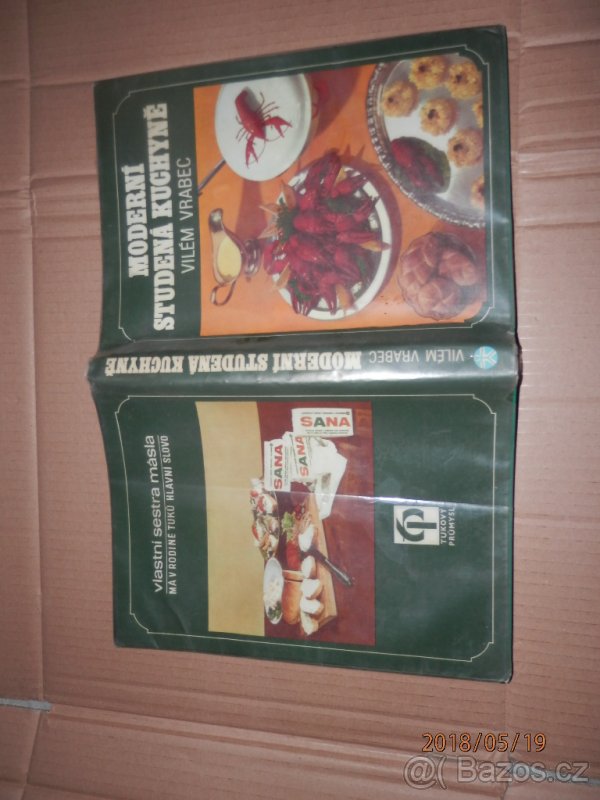 MODERNÍ
STUDENÁ KUCHYNĚ
VILÉM VRABEC
MODERNÍ STUDENÁ KUCHYNĚ
VILÉM VRABEC
vlastní sestra másla
MÁ V RODINĚ TUKŮ HLAVNÍ SLOVO
SANA
SANA
SANA
TUKOVÝ
PRŮMYSL
2018/05/19
Bazos.cz